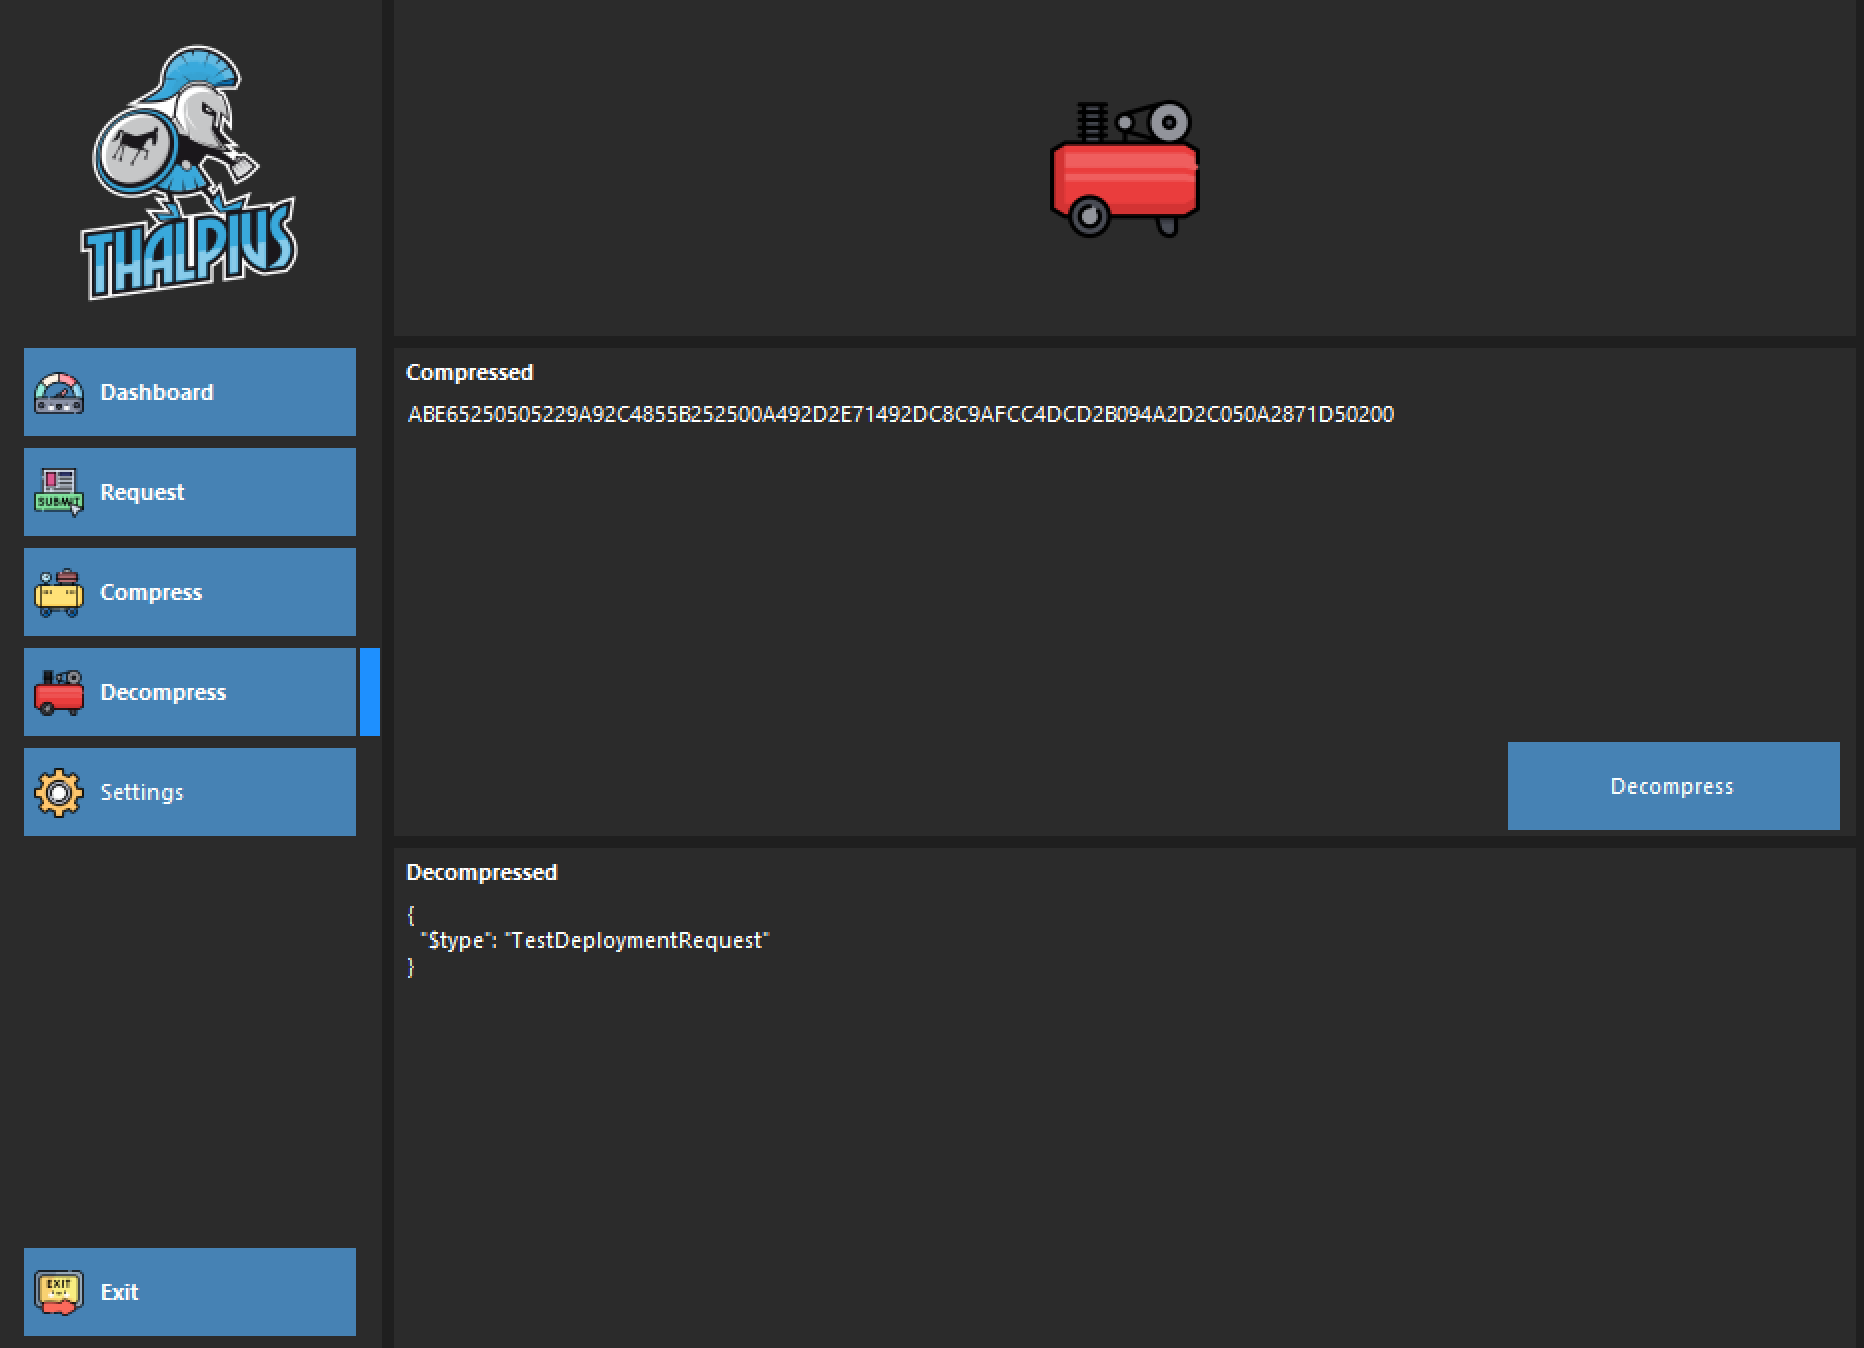 THALPIUS
Dashboard
SUBMIT
Request
Compress
Decompress
Settings
EXIT
Exit
Compressed
ABE65250505229A92C4855B252500A492D2E71492DC8C9AFCC4DCD2B094A2D2C050A2871D50200
Decompress
Decompressed
{
"$type": "TestDeploymentRequest"
}